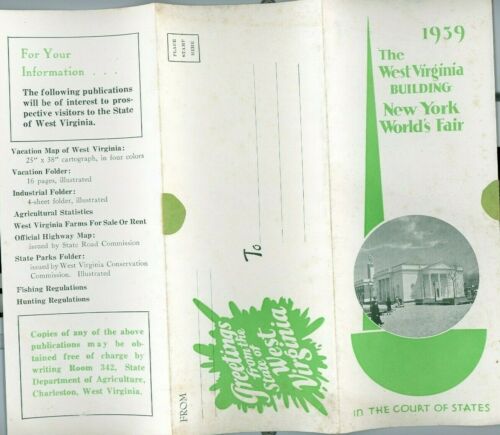 For Your
Information . . .
The following publications
will be of interest to pros-
pective visitors to the State
of West Virginia.
Vacation Map of West Virginia:
25" x 38" cartograph, in four colors
Vacation Folder:
16 pages, illustrated
Industrial Folder:
4-sheet folder, illustrated
Agricultural Statistics
West Virginia Farms For Sale Or Rent
Official Highway Map:
issued by State Road Commission
State Parks Folder:
issued by West Virginia Conservation
Commission. Illustrated
Fishing Regulations
Hunting Regulations
Copies of any of the above
publications may be ob-
tained free of charge by
writing Room 342, State
Department of Agriculture,
Charleston, West Virginia.
PLACE
STAMP
HERE
To
FROM
Greetings
from the
State of
West
Virginia
1939
The
West Virginia
BUILDING
New York
World's Fair
IN THE COURT OF STATES